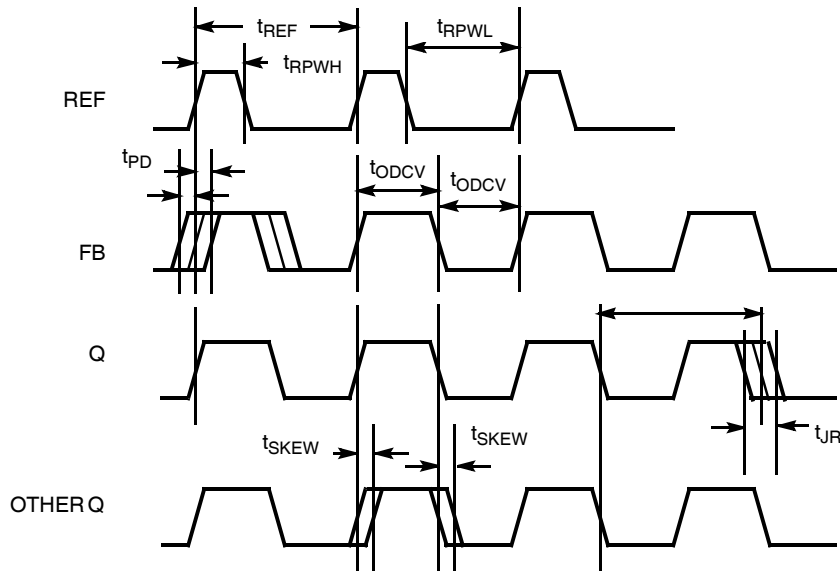 tREF
tRPWL
tRPWH
REF
tPD
tODCV
tODCV
FB
Q
tJR
tSKEW
tSKEW
OTHER Q